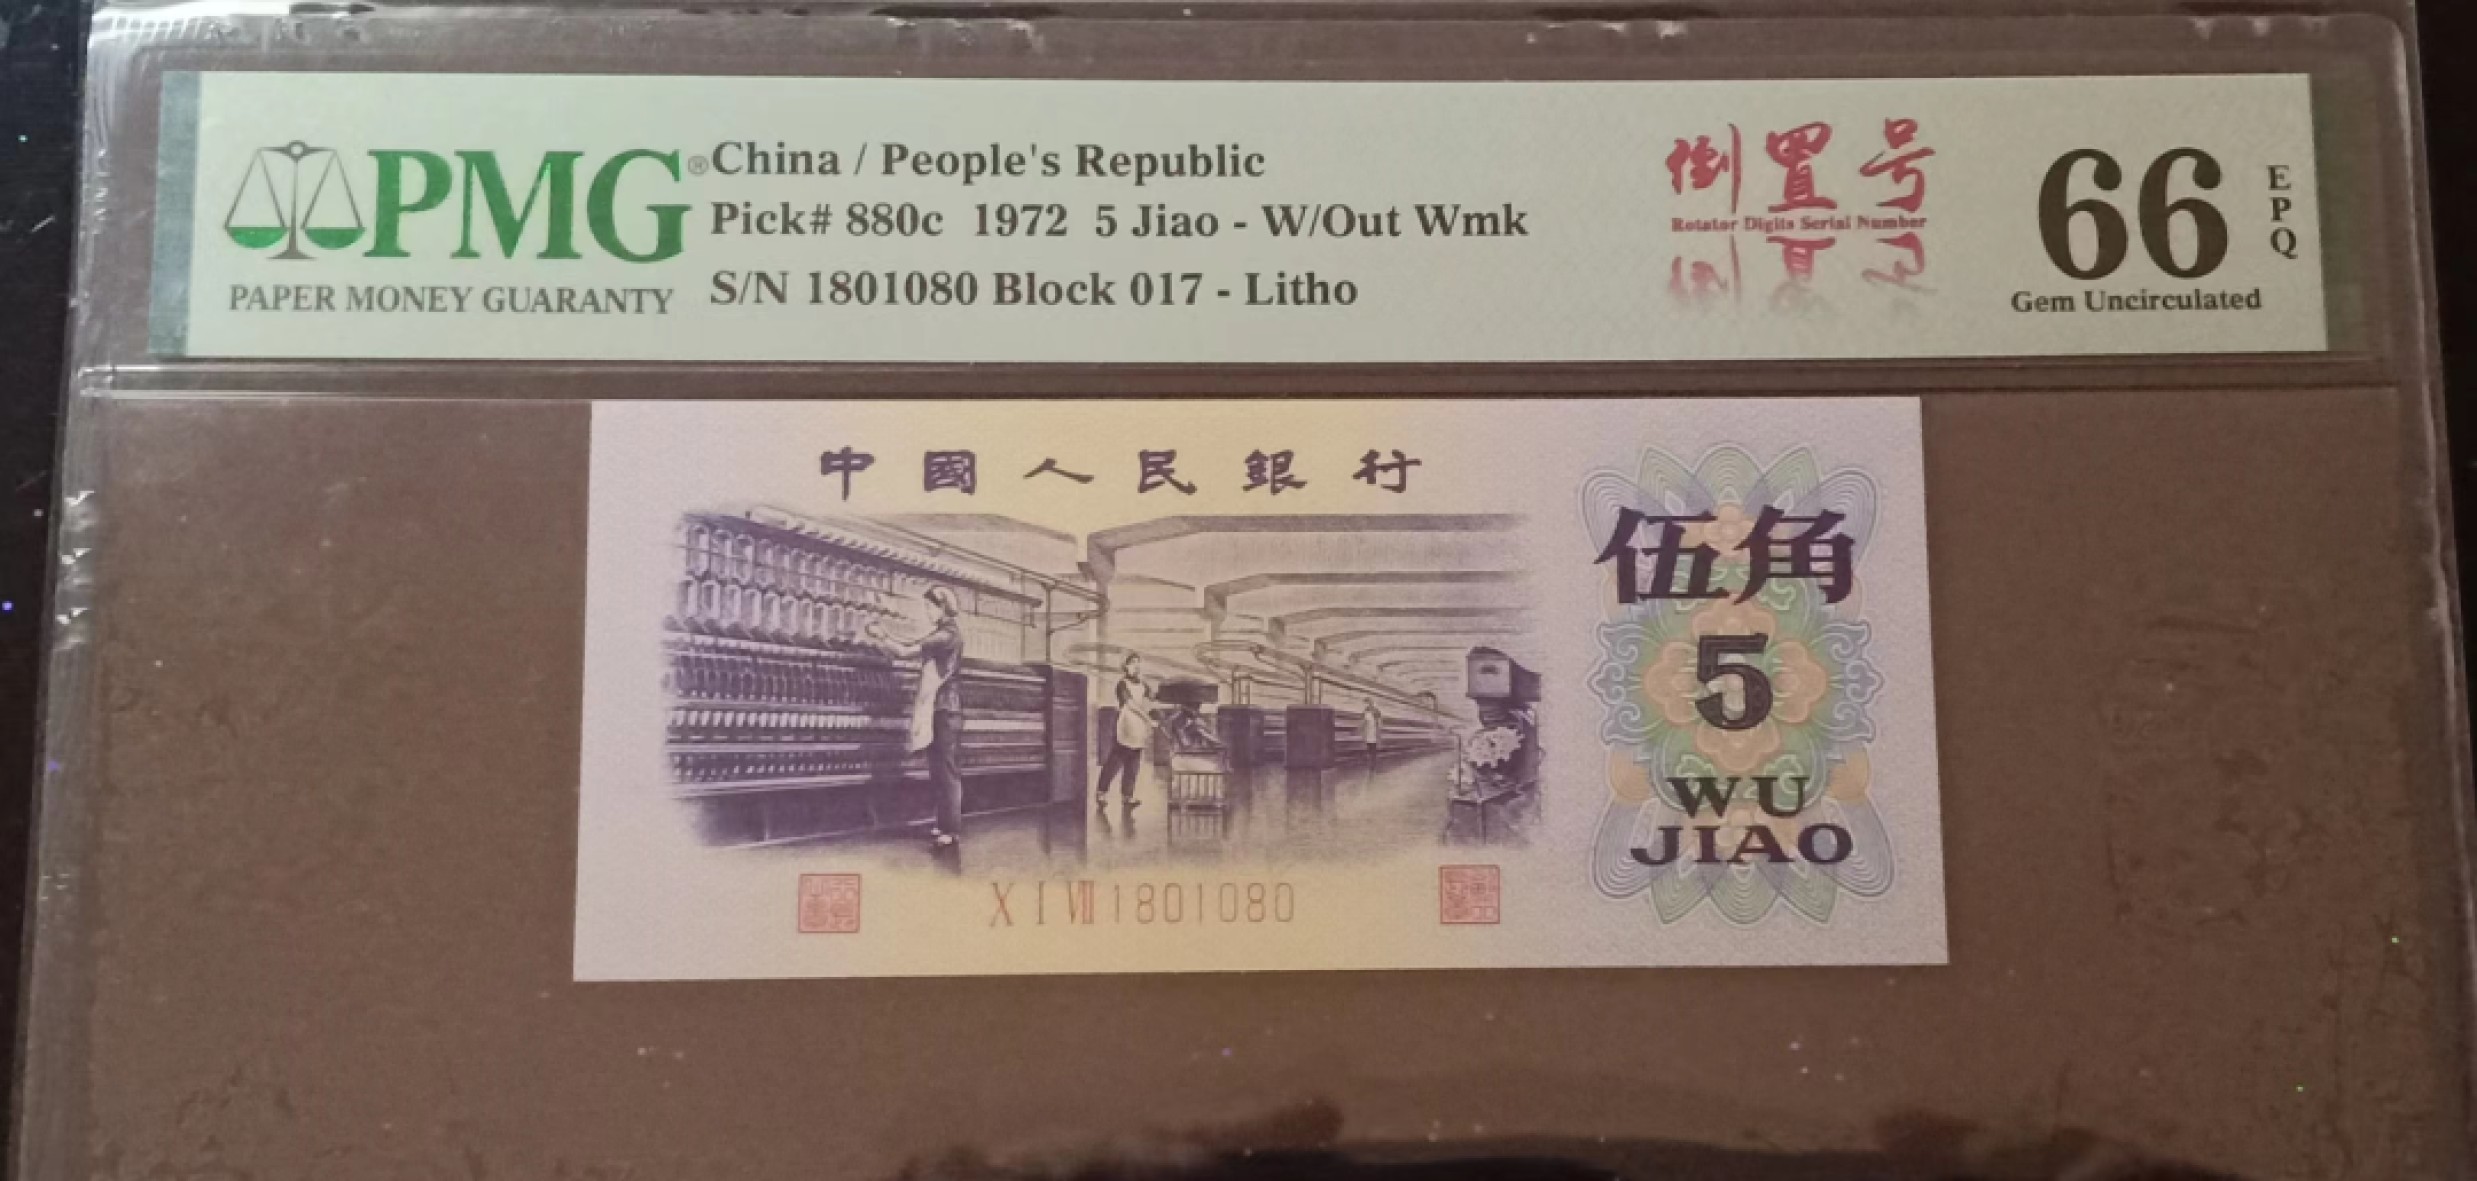 PMG®
PAPER MONEY GUARANTY
China / People's Republic
Pick# 880c 1972 5 Jiao - W/Out Wmk
S/N 1801080 Block 017 - Litho
倒置号
Rotator Digits Serial Number
66
EPQ
Gem Uncirculated
中國人民銀行
伍角
5
WU
JIAO
X I VII 1801080